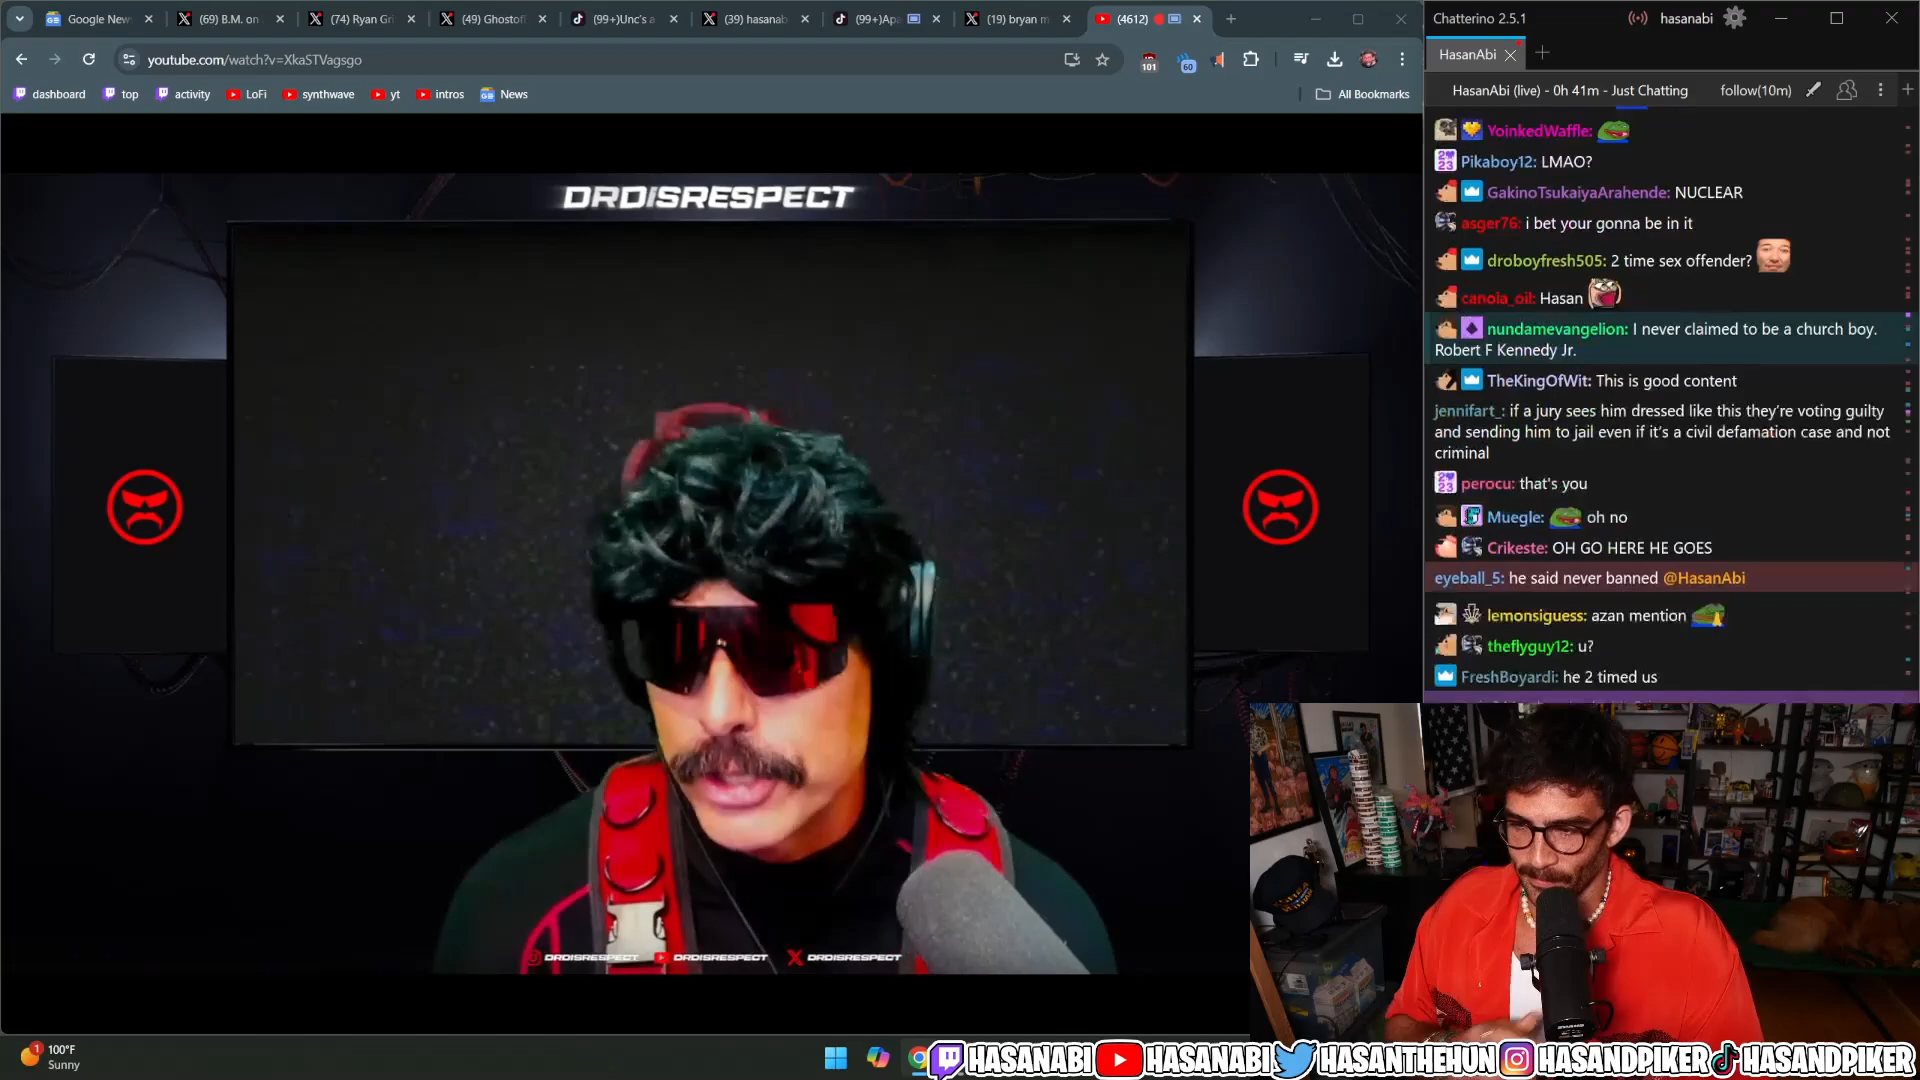 Google New
(69) B.M. on
(74) Ryan Gri
(49) Ghostof
(99+)Unc's a
(39) hasanab
(99+)Apa
(19) bryan m
(4612)
youtube.com/watch?v=XkaSTVagsgo
101
60
dashboard
top
activity
LoFi
synthwave
yt
intros
News
All Bookmarks
DRDISRESPECT
DRDISRESPECT
DRDISRESPECT
DRDISRESPECT
Chatterino 2.5.1
hasanabi
HasanAbi
HasanAbi (live) - 0h 41m - Just Chatting
follow(10m)
YoinkedWaffle:
Pikaboy12: LMAO?
GakinoTsukaiyaArahende: NUCLEAR
asger76: i bet your gonna be in it
droboyfresh505: 2 time sex offender?
canola_oil: Hasan
nundamevangelion: I never claimed to be a church boy.
Robert F Kennedy Jr.
TheKingOfWit: This is good content
jennifart_: if a jury sees him dressed like this they're voting guilty
and sending him to jail even if it's a civil defamation case and not
criminal
perocu: that's you
Muegle: oh no
Crikeste: OH GO HERE HE GOES
eyeball_5: he said never banned @HasanAbi
lemonsiguess: azan mention
theflyguy12: u?
FreshBoyardi: he 2 timed us
1
100°F
Sunny
HASANABI
HASANABI
HASANTHEHUN
HASANDPIKER
HASANDPIKER